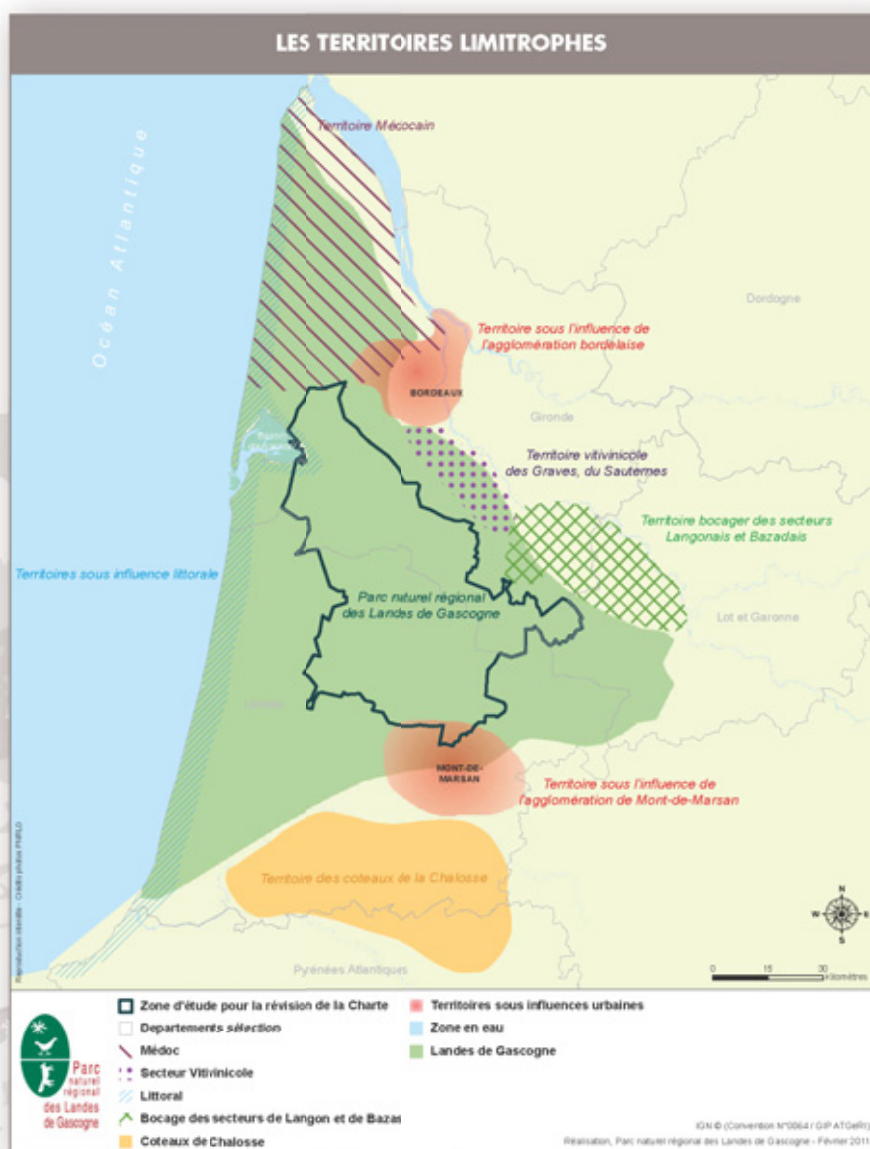 LES TERRITOIRES LIMITROPHES
Territoire Mécocain
Océan Atlantique
Dordogne
Territoire sous l'influence de
l'agglomération bordelaise
BORDEAUX
Gironde
Territoire vitivinicole
des Graves, du Sauternes
Territoire bocager des secteurs
Langonais et Bazadais
Territoires sous influence littorale
Parc naturel régional
des Landes de Gascogne
Lot et Garonne
MONT-DE-
MARSAN
Territoire sous l'influence de
l'agglomération de Mont-de-Marsan
Territoire des coteaux de la Chalosse
Pyrénées Atlantiques
N
W
E
S
0 15 30
Kilomètres
Reproduction interdite - Crédits photos PNRLG
Zone d'étude pour la révision de la Charte
Departements sélection
Médoc
Secteur Vitivinicole
Littoral
Bocage des secteurs de Langon et de Bazas
Coteaux de Chalosse
Territoires sous influences urbaines
Zone en eau
Landes de Gascogne
Parc
naturel
régional
des Landes
de Gascogne
IGN © (Convention N°0064 / GIP ATGeRi)
Réalisation, Parc naturel régional des Landes de Gascogne - Février 2011